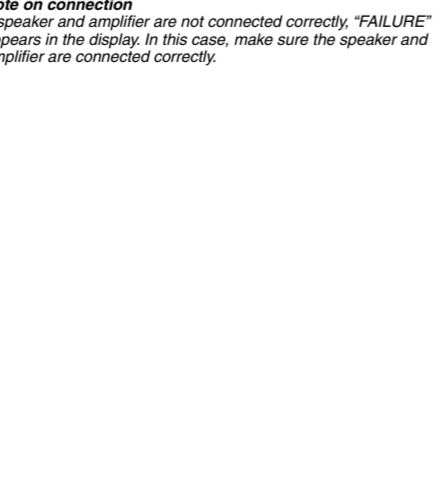 ote on connection
speaker and amplifier are not connected correctly, “FAILURE”
pears in the display. In this case, make sure the speaker and
mplifier are connected correctly.